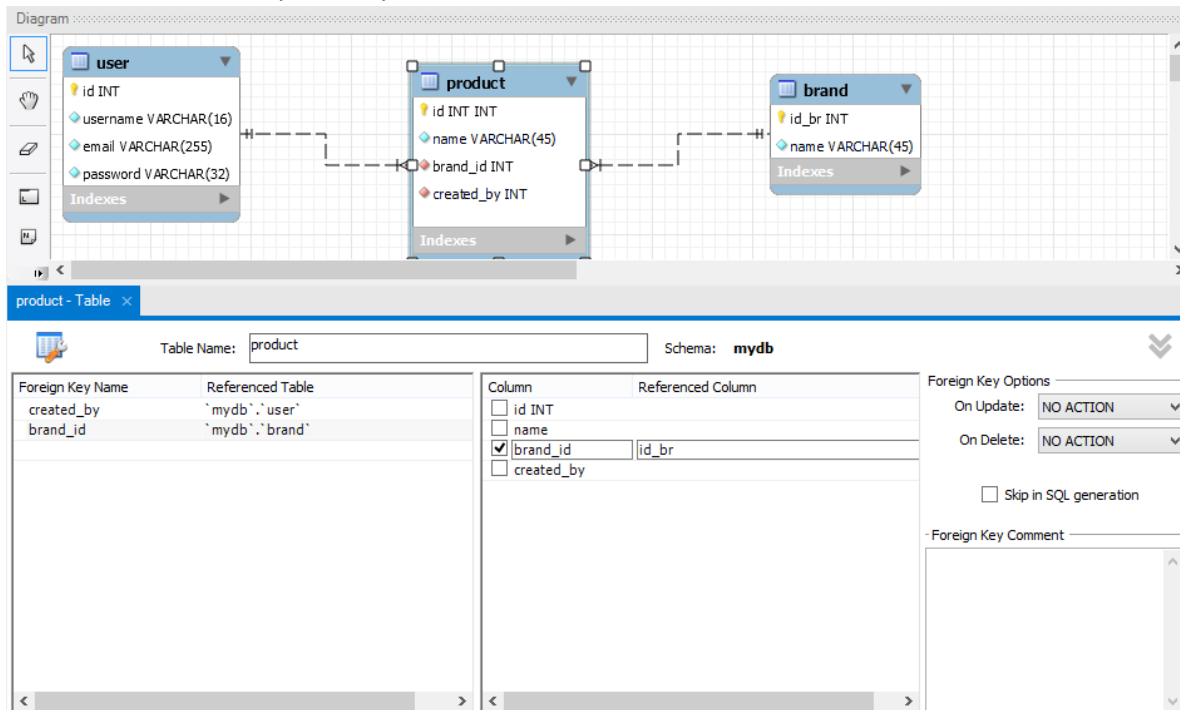 Diagram
user
id INT
username VARCHAR(16)
email VARCHAR(255)
password VARCHAR(32)
Indexes
product
id INT INT
name VARCHAR(45)
brand_id INT
created_by INT
Indexes
brand
id_br INT
name VARCHAR(45)
Indexes
product - Table
Table Name: product Schema: mydb
Foreign Key Name Referenced Table
created_by `mydb`.`user`
brand_id `mydb`.`brand`
Column Referenced Column
id INT
name
brand_id id_br
created_by
Foreign Key Options
On Update: NO ACTION
On Delete: NO ACTION
Skip in SQL generation
Foreign Key Comment